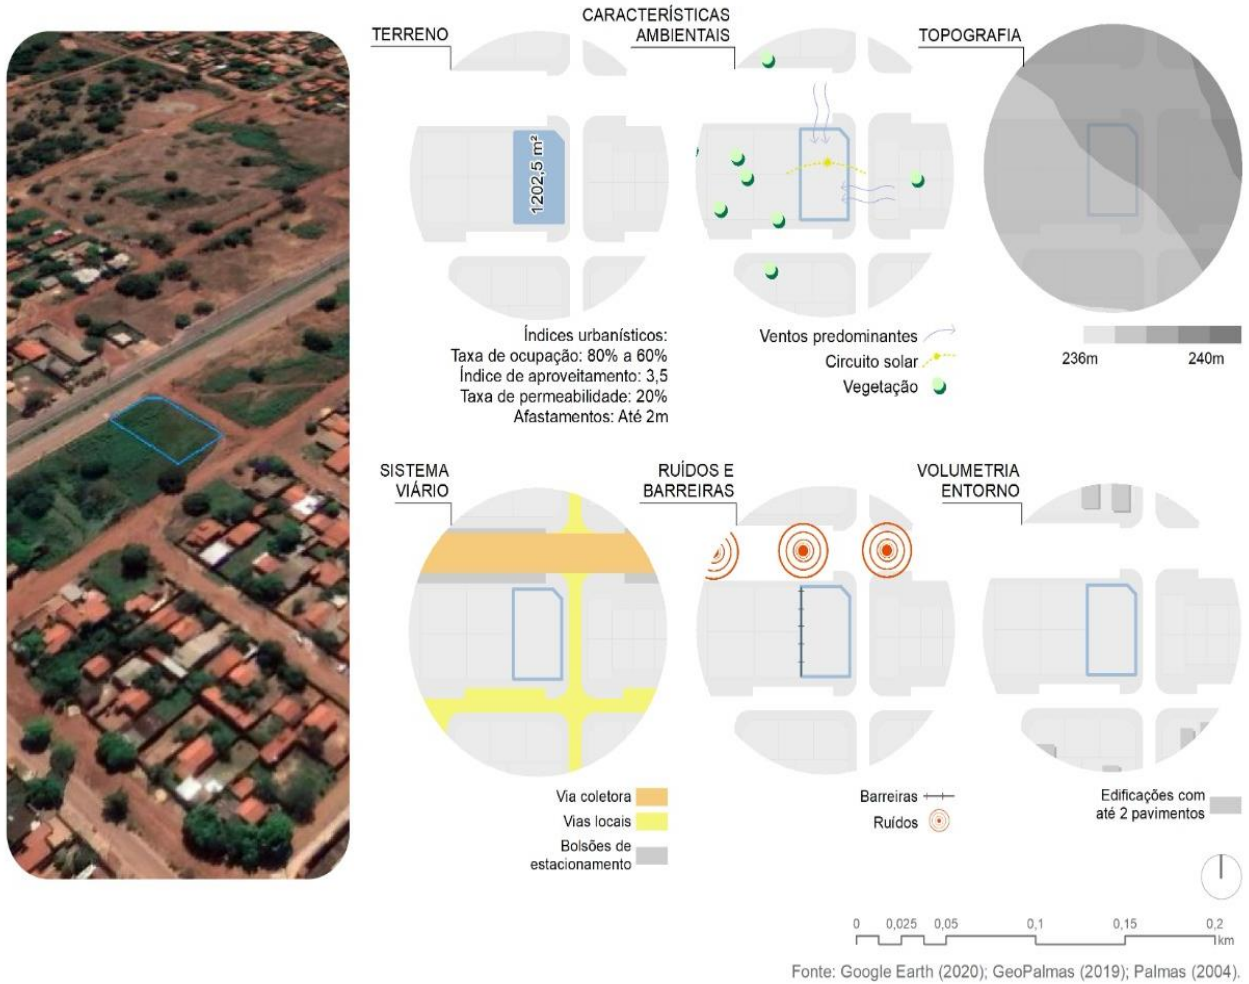 TERRENO
CARACTERÍSTICAS
AMBIENTAIS
TOPOGRAFIA
1202,5 m²
Índices urbanísticos:
Taxa de ocupação: 80% a 60%
Índice de aproveitamento: 3,5
Taxa de permeabilidade: 20%
Afastamentos: Até 2m
Ventos predominantes
Circuito solar
Vegetação
236m
240m
SISTEMA
VIÁRIO
RUÍDOS E
BARREIRAS
VOLUMETRIA
ENTORNO
Via coletora
Vias locais
Bolsões de
estacionamento
Barreiras
Ruídos
Edificações com
até 2 pavimentos
0 0,025 0,05 0,1 0,15 0,2
km
Fonte: Google Earth (2020); GeoPalmas (2019); Palmas (2004).